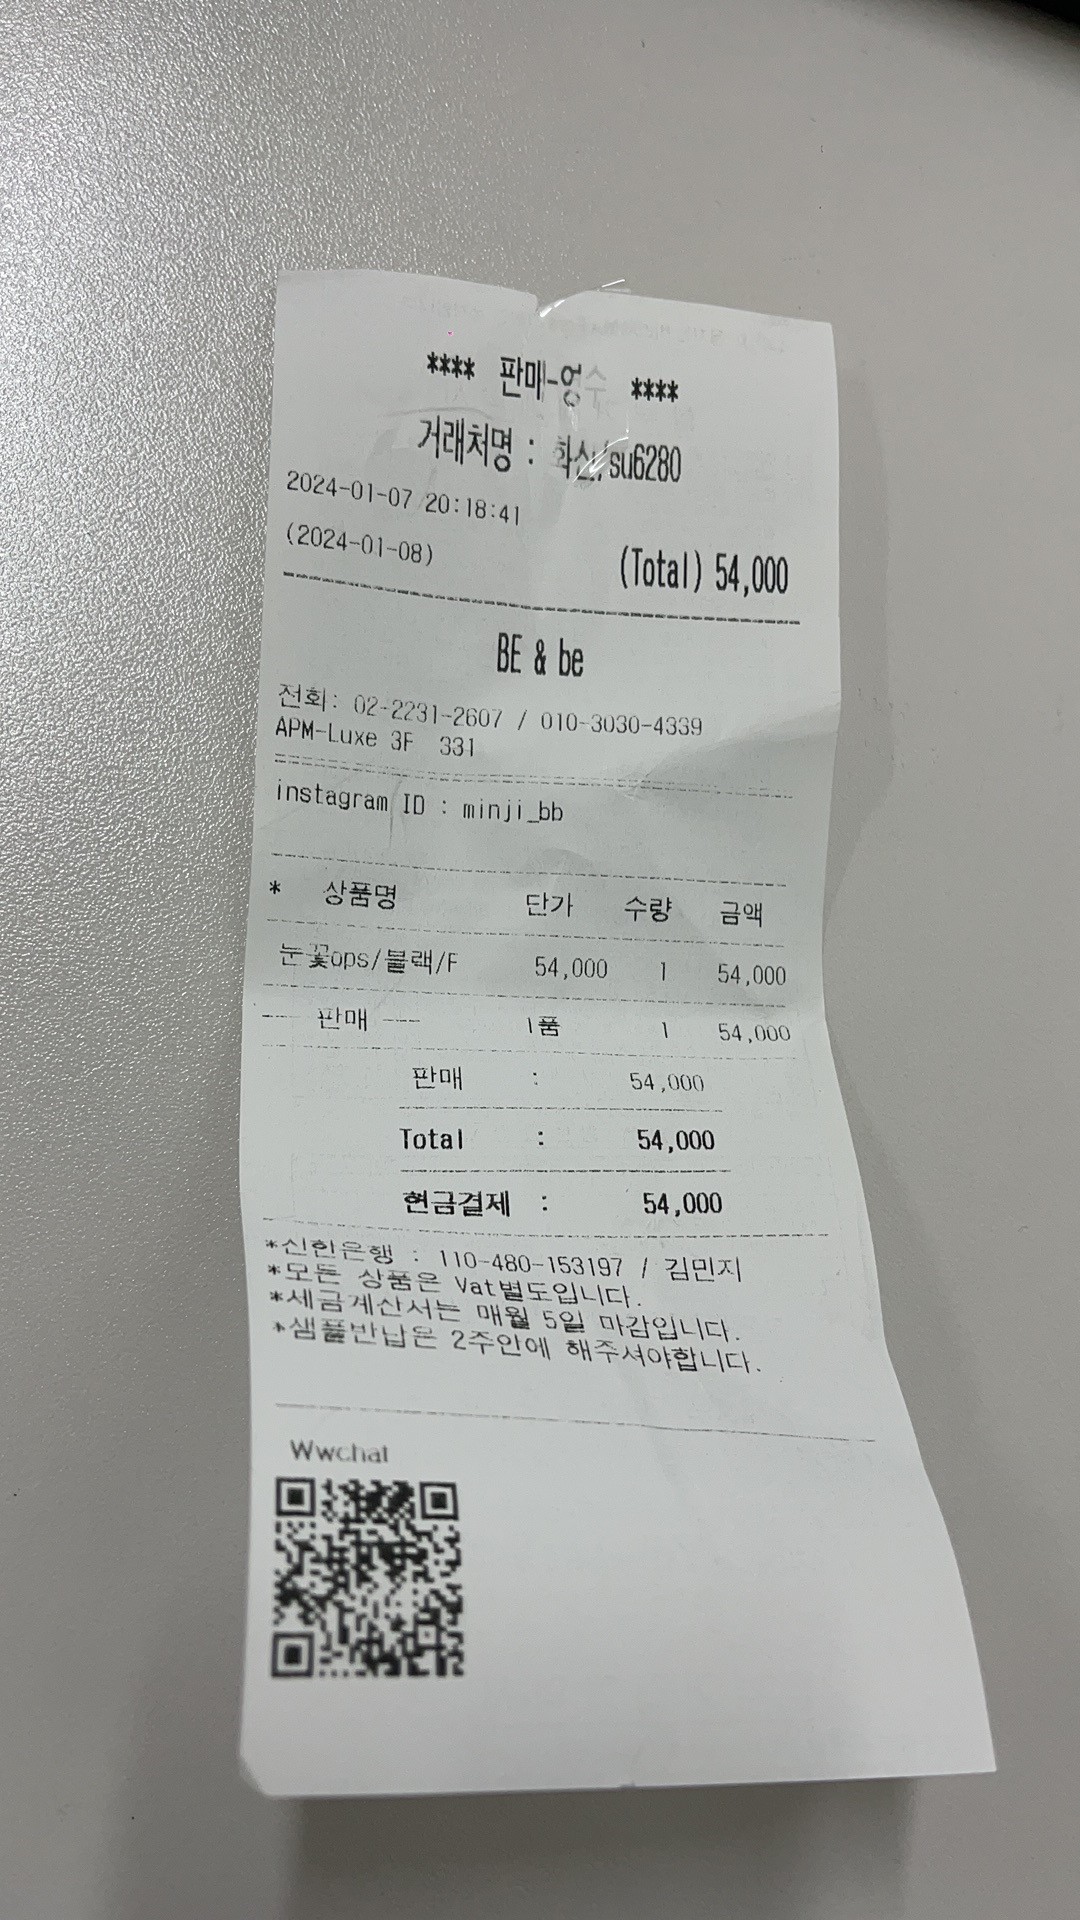 **** 판매-영수 ****
거래처명 : su6280
2024-01-07 20:18:41
(2024-01-08)
(Total) 54,000
BE & be
전화: 02-2231-2607 / 010-3030-4339
APM-Luxe 3F 331
instagram ID : minji_bb
* 상품명 단가 수량 금액
눈꽃ops/블랙/F 54,000 1 54,000
--- 판매 --- 1품 1 54,000
판매 : 54,000
Total : 54,000
현금결제 : 54,000
*신한은행 : 110-480-153197 / 김민지
*모든 상품은 Vat별도입니다.
*세금계산서는 매월 5일 마감입니다.
*샘플반납은 2주안에 해주셔야합니다.
Wwchat